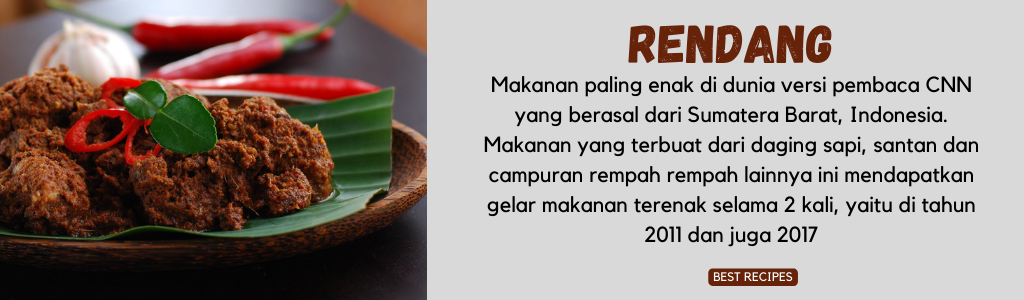 RENDANG
Makanan paling enak di dunia versi pembaca CNN
yang berasal dari Sumatera Barat, Indonesia.
Makanan yang terbuat dari daging sapi, santan dan
campuran rempah rempah lainnya ini mendapatkan
gelar makanan terenak selama 2 kali, yaitu di tahun
2011 dan juga 2017
BEST RECIPES